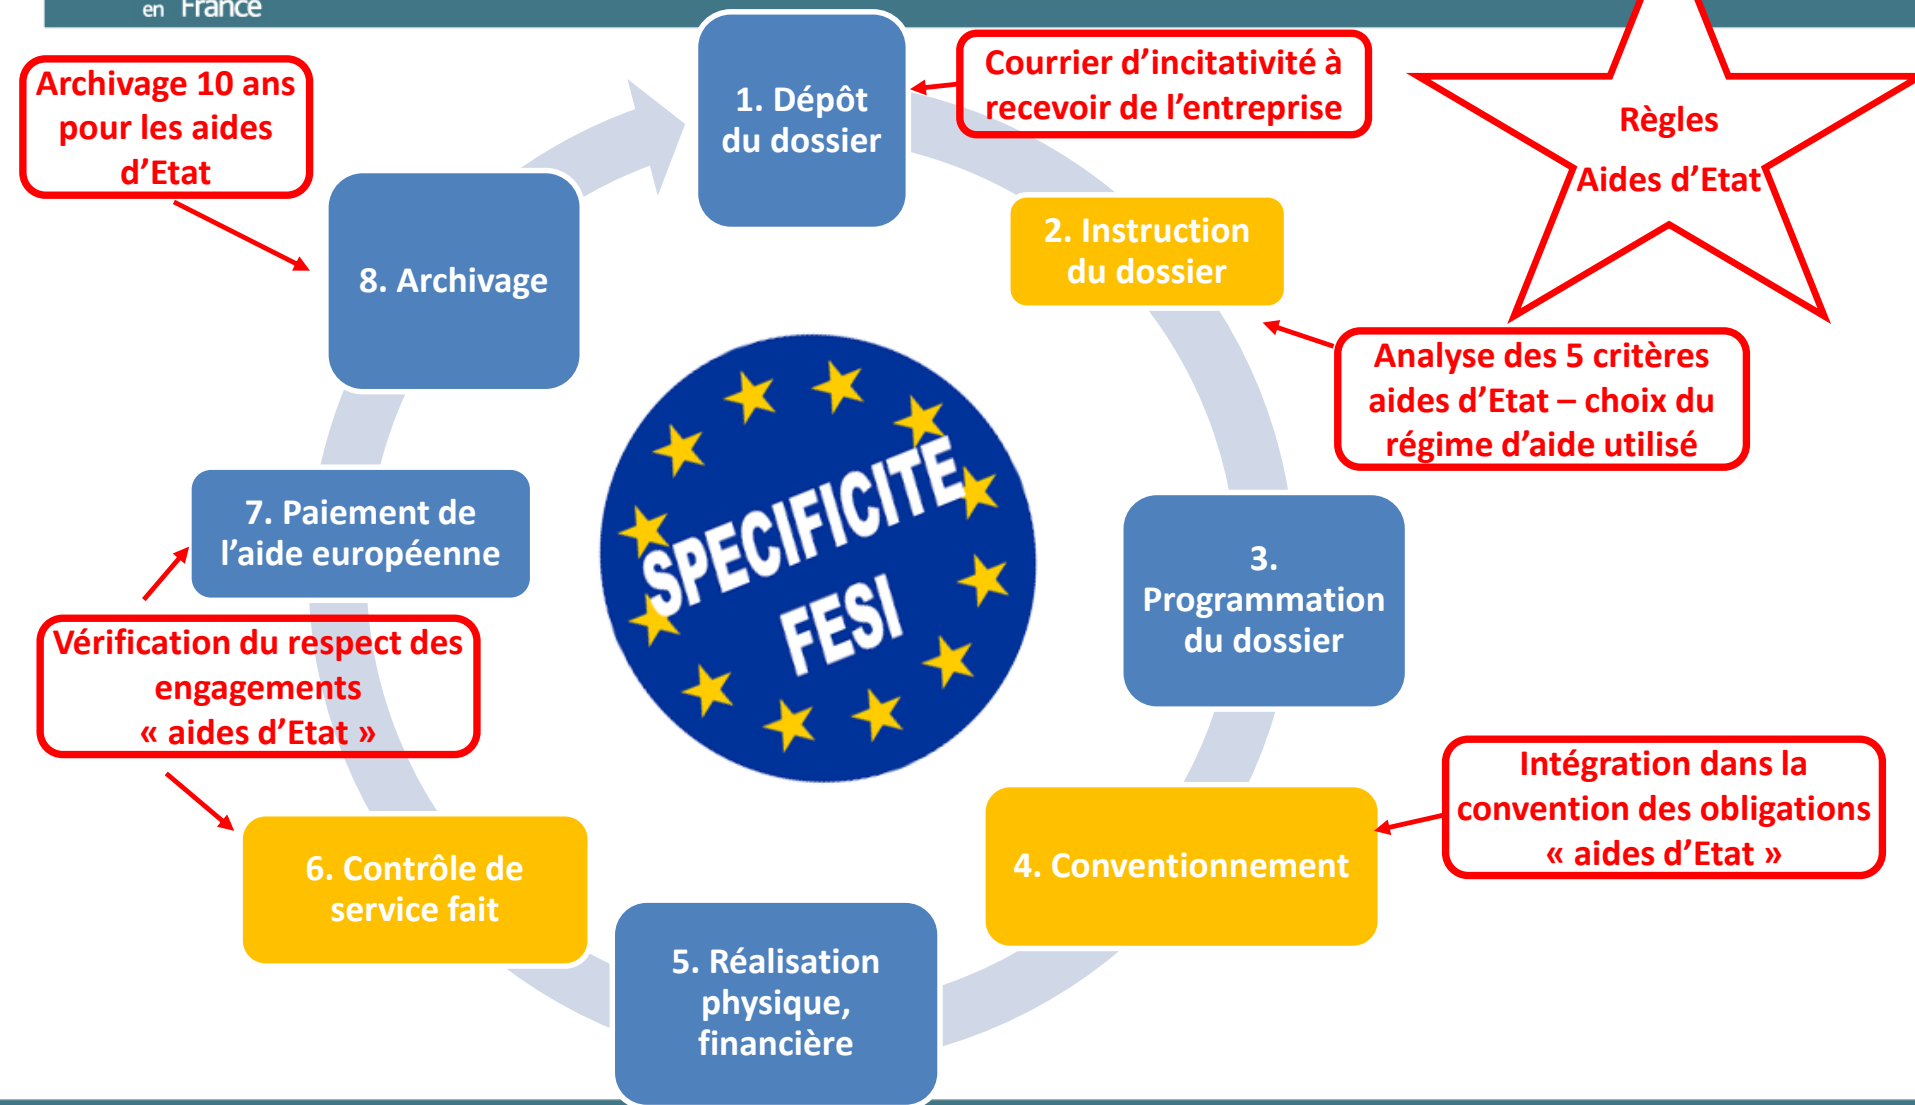 en France
Archivage 10 ans
pour les aides
d’Etat
1. Dépôt
du dossier
Courrier d’incitativité à
recevoir de l’entreprise
Règles
Aides d’Etat
2. Instruction
du dossier
8. Archivage
Analyse des 5 critères
aides d’Etat – choix du
régime d’aide utilisé
SPECIFICITE
FESI
7. Paiement de
l’aide européenne
3.
Programmation
du dossier
Vérification du respect des
engagements
« aides d’Etat »
Intégration dans la
convention des obligations
« aides d’Etat »
4. Conventionnement
6. Contrôle de
service fait
5. Réalisation
physique,
financière